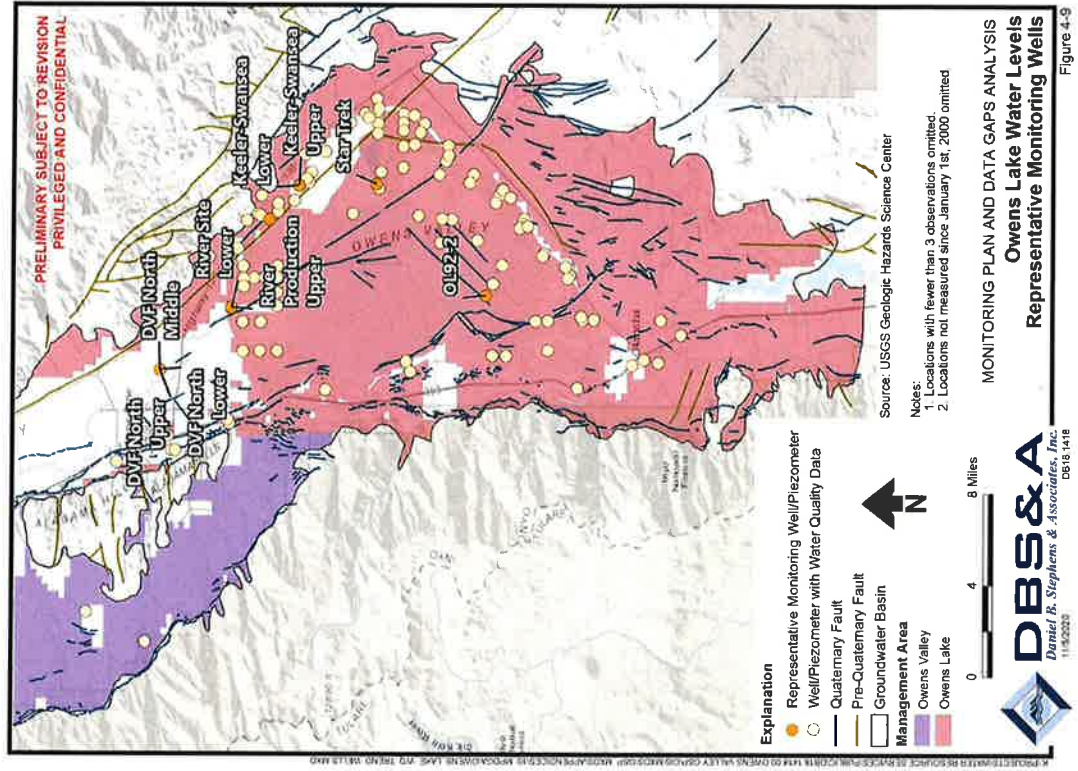 PRELIMINARY SUBJECT TO REVISION
PRIVILEGED AND CONFIDENTIAL
Keeler-Swansea
Lower
Keeler-Swansea
Upper
Star Trek
River Site
Lower
River
Production
Upper
DVF North
Middle
DVF North
Upper
DVF North
Lower
OL92-2
OWENS VALLEY
Explanation
Representative Monitoring Well/Piezometer
Well/Piezometer with Water Quality Data
Quaternary Fault
Pre-Quaternary Fault
Groundwater Basin
Management Area
Owens Valley
Owens Lake
N
0 4 8 Miles
Source: USGS Geologic Hazards Science Center
Notes:
1. Locations with fewer than 3 observations omitted.
2. Locations not measured since January 1st, 2000 omitted.
MONITORING PLAN AND DATA GAPS ANALYSIS
Owens Lake Water Levels
Representative Monitoring Wells
DBS&A
Daniel B. Stephens & Associates, Inc.
11/5/2020
DB18.1418
Figure 4-9